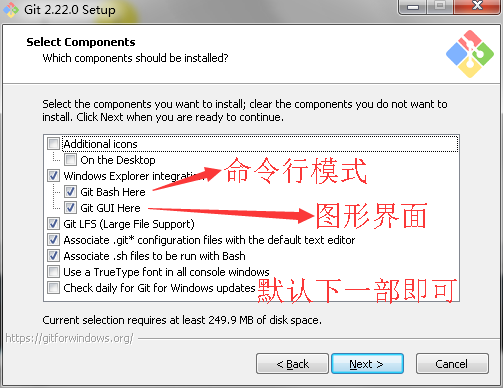 Git 2.22.0 Setup
Select Components
Which components should be installed?
Select the components you want to install; clear the components you do not want to
install. Click Next when you are ready to continue.
Additional icons
On the Desktop
Windows Explorer integration
命令行模式
Git Bash Here
Git GUI Here
图形界面
Git LFS (Large File Support)
Associate .git* configuration files with the default text editor
Associate .sh files to be run with Bash
Use a TrueType font in all console windows
Check daily for Git for Windows updates
默认下一部即可
Current selection requires at least 249.9 MB of disk space.
https://gitforwindows.org/
< Back
Next >
Cancel